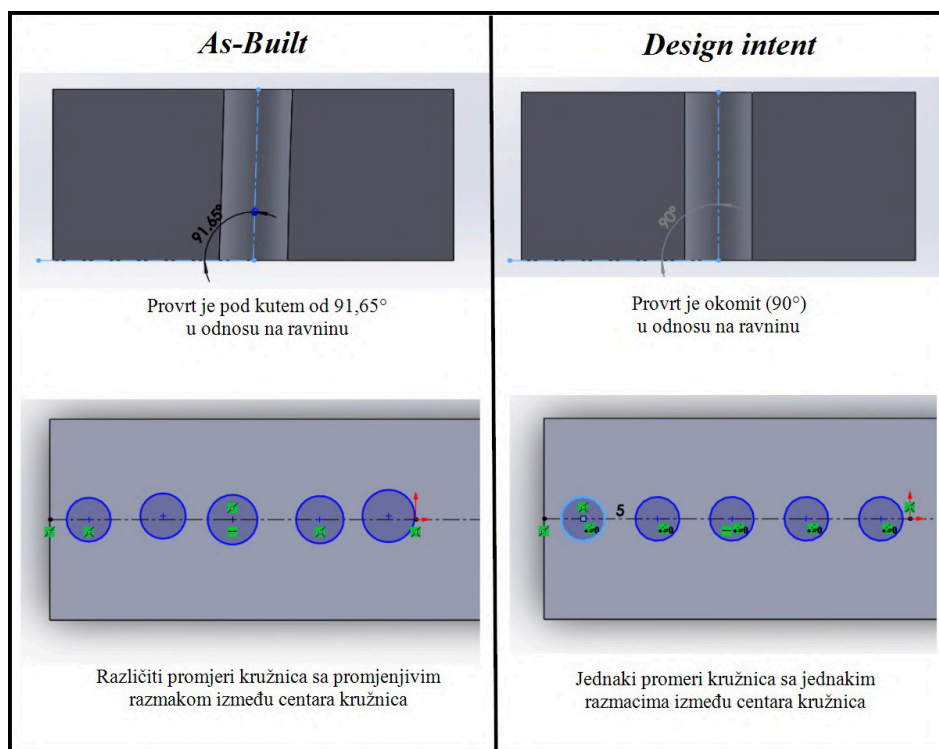 As-Built
Design intent
91.65°
90°
Provrt je pod kutem od 91,65°
u odnosu na ravninu
Provrt je okomit (90°)
u odnosu na ravninu
5
Različiti promjeri kružnica sa promjenjivim
razmakom između centara kružnica
Jednaki promeri kružnica sa jednakim
razmacima između centara kružnica